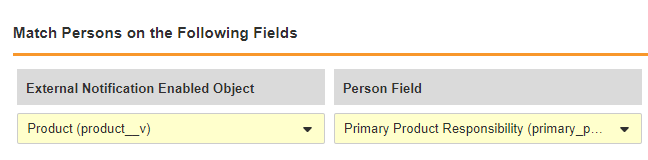 Match Persons on the Following Fields
External Notification Enabled Object Person Field
Product (product__v) Primary Product Responsibility (primary_p...